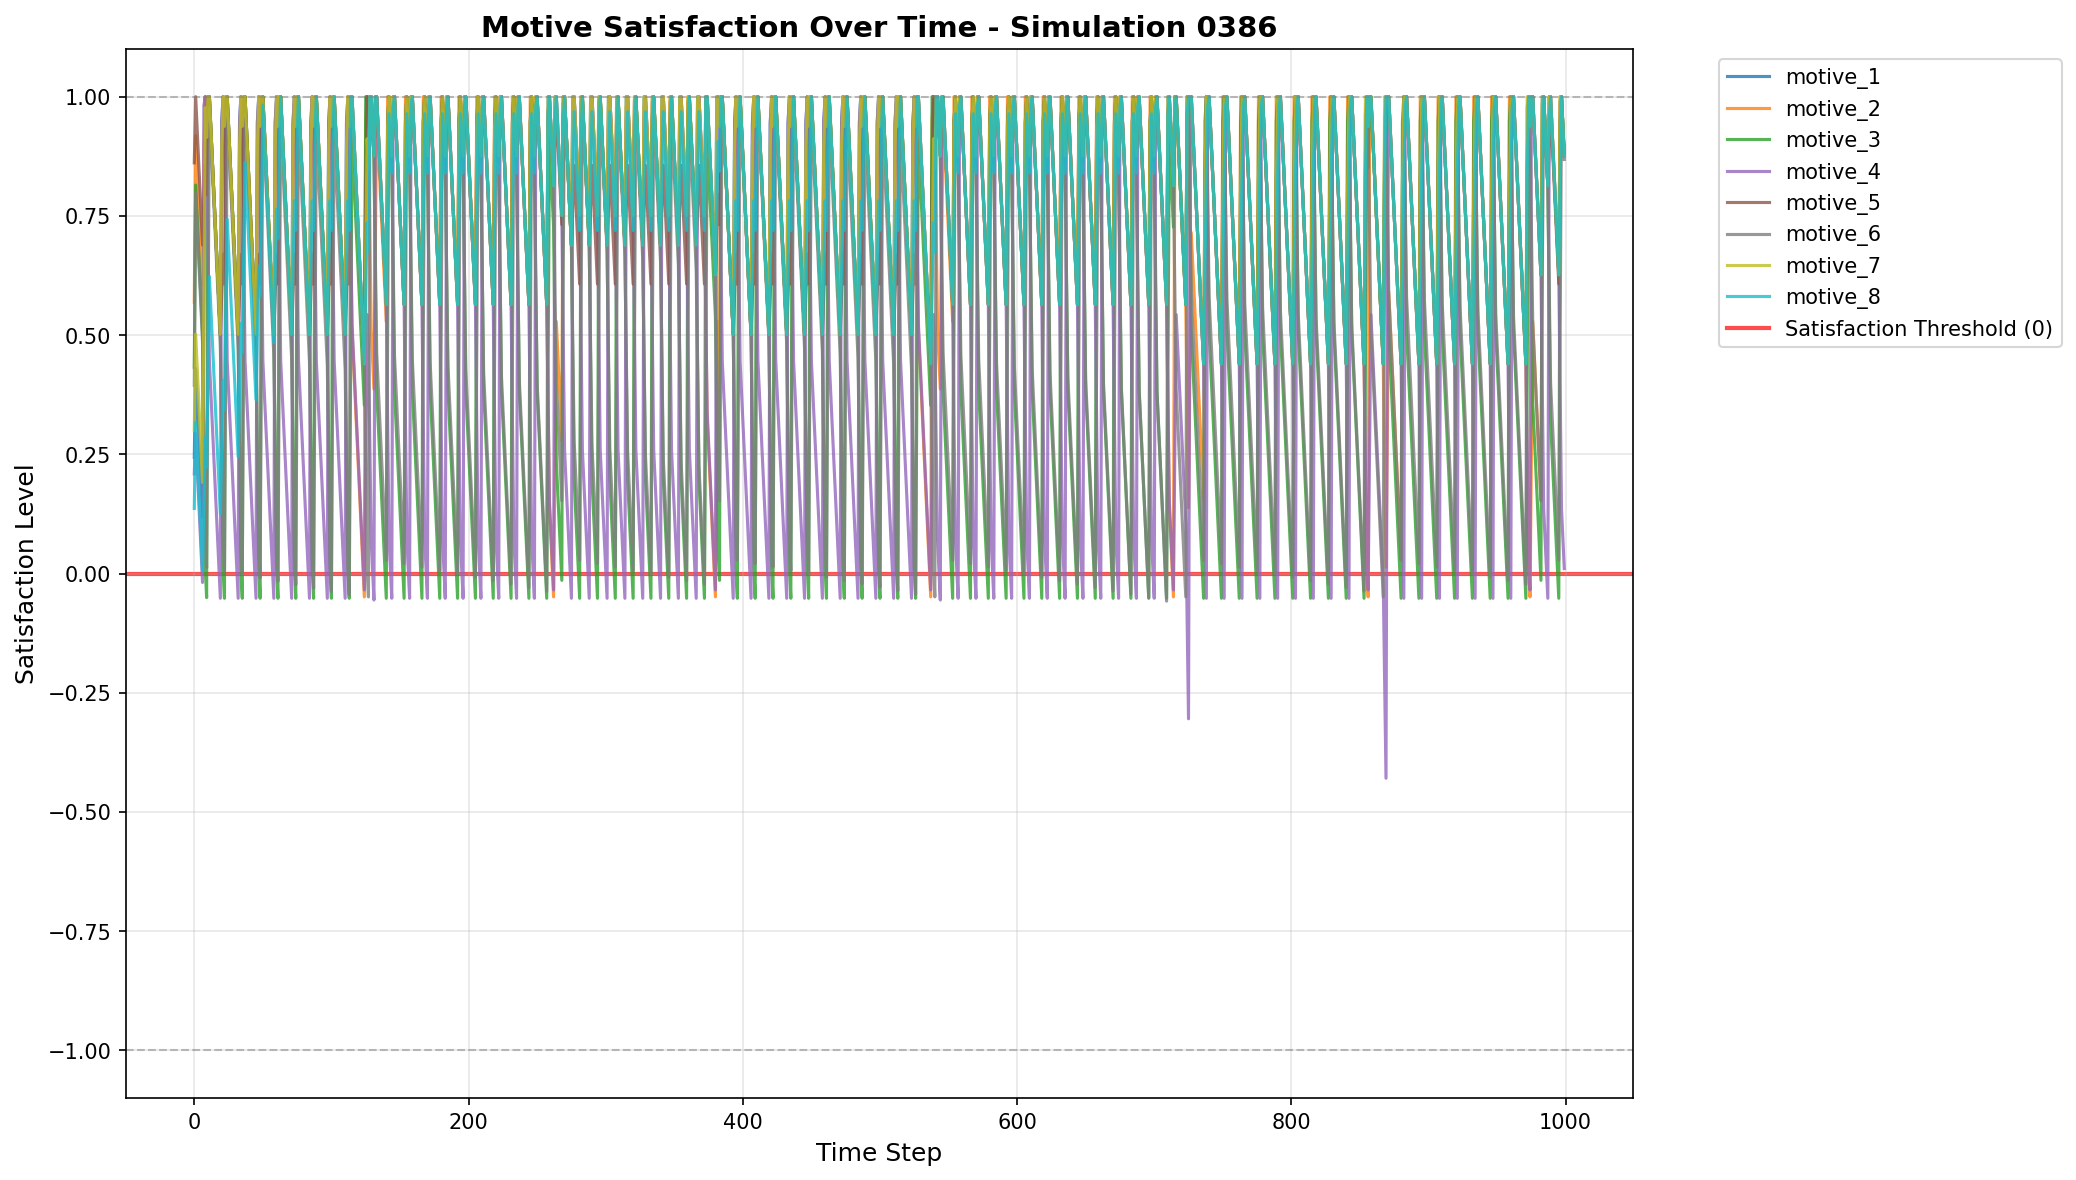 Motive Satisfaction Over Time - Simulation 0386
Satisfaction Level
1.00
0.75
0.50
0.25
0.00
−0.25
−0.50
−0.75
−1.00
0
200
400
600
800
1000
Time Step
motive_1
motive_2
motive_3
motive_4
motive_5
motive_6
motive_7
motive_8
Satisfaction Threshold (0)